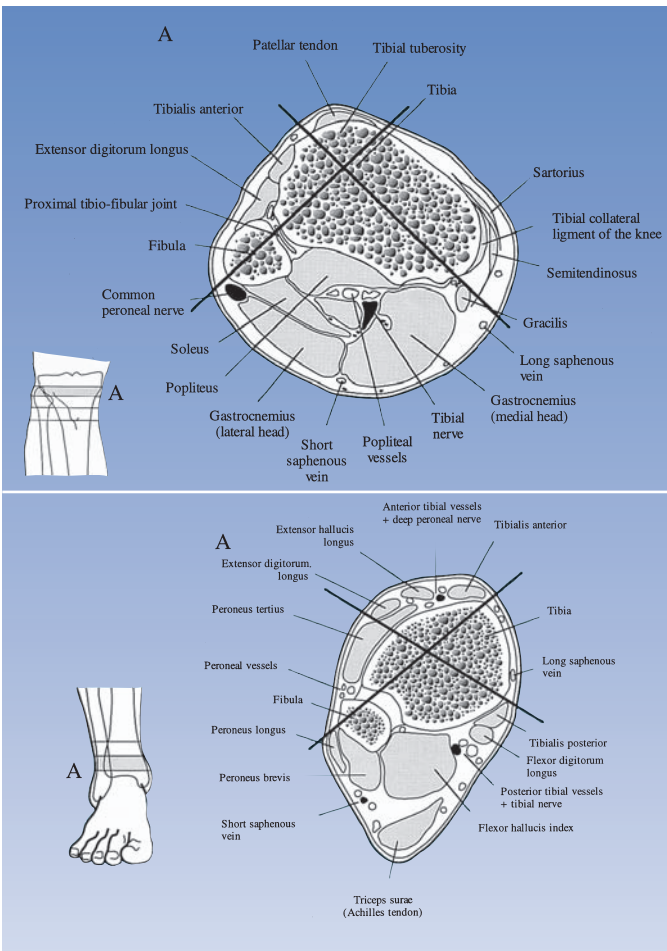 A
Patellar tendon
Tibial tuberosity
Tibia
Tibialis anterior
Extensor digitorum longus
Sartorius
Proximal tibio-fibular joint
Tibial collateral
ligment of the knee
Fibula
Semitendinosus
Common
peroneal nerve
Gracilis
Soleus
Long saphenous
vein
Popliteus
A
Gastrocnemius
(lateral head)
Gastrocnemius
(medial head)
Tibial
nerve
Short
saphenous
vein
Popliteal
vessels
Anterior tibial vessels
+ deep peroneal nerve
A
Extensor hallucis
longus
Tibialis anterior
Extensor digitorum,
longus
Peroneus tertius
Tibia
Peroneal vessels
Long saphenous
vein
Fibula
Peroneus longus
Tibialis posterior
A
Flexor digitorum
longus
Peroneus brevis
Posterior tibial vessels
+ tibial nerve
Short saphenous
vein
Flexor hallucis index
Triceps surae
(Achilles tendon)